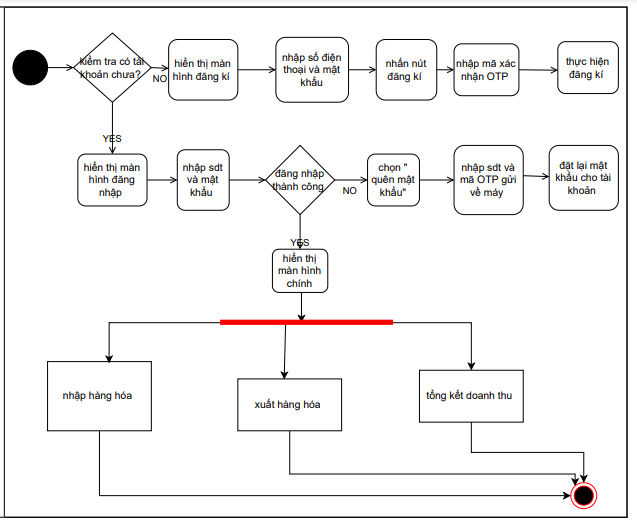 kiểm tra có tài
khoản chưa?
NO
hiển thị màn
hình đăng kí
nhập số điện
thoại và mật
khẩu
nhấn nút
đăng kí
nhập mã xác
nhận OTP
thực hiện
đăng kí
YES
hiển thị màn
hình đăng
nhập
nhập sdt
và mật
khẩu
đăng nhập
thành công
NO
chọn "
quên mật
khẩu"
nhập sdt và
mã OTP gửi
về máy
đặt lại mật
khẩu cho tài
khoản
YES
hiển thị
màn hình
chính
nhập hàng hóa
xuất hàng hóa
tổng kết doanh thu